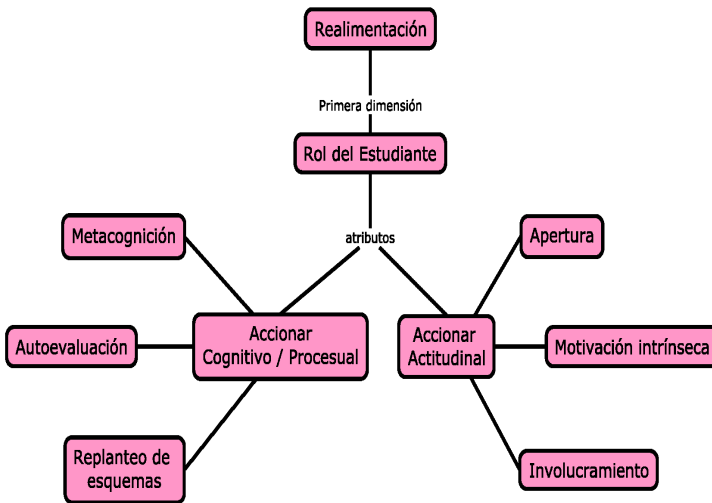 Realimentación
Primera dimensión
Rol del Estudiante
atributos
Metacognición
Apertura
Accionar
Cognitivo / Procesual
Accionar
Actitudinal
Autoevaluación
Motivación intrínseca
Replanteo de
esquemas
Involucramiento